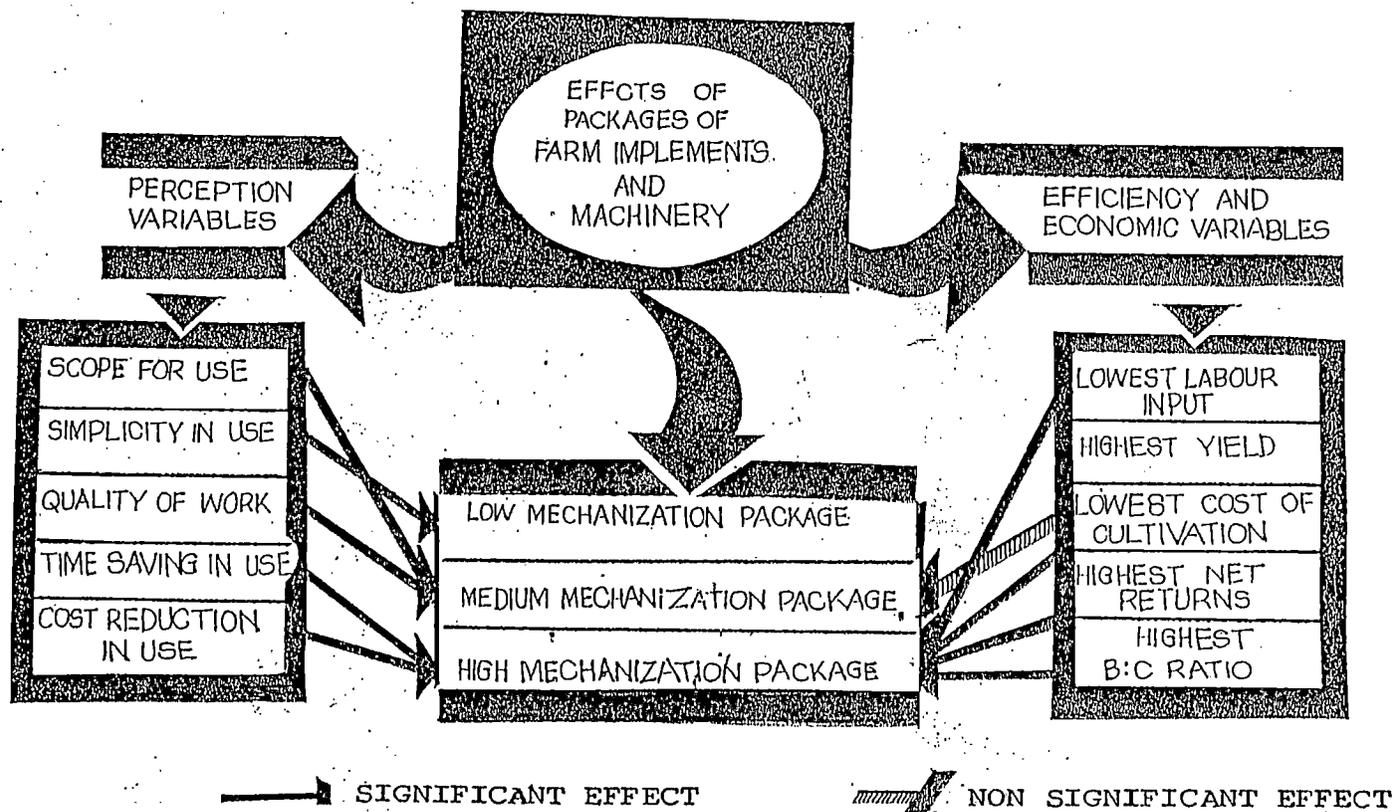 EFFCTS OF
PACKAGES OF
FARM IMPLEMENTS.
AND
MACHINERY
PERCEPTION
VARIABLES
EFFICIENCY AND
ECONOMIC VARIABLES
SCOPE FOR USE
SIMPLICITY IN USE
QUALITY OF WORK
TIME SAVING IN USE
COST REDUCTION
IN USE
LOW MECHANIZATION PACKAGE
MEDIUM MECHANIZATION PACKAGE
HIGH MECHANIZATION PACKAGE
LOWEST LABOUR
INPUT
HIGHEST YIELD
LOWEST COST OF
CULTIVATION
HIGHEST NET
RETURNS
HIGHEST
B:C RATIO
SIGNIFICANT EFFECT
NON SIGNIFICANT EFFECT